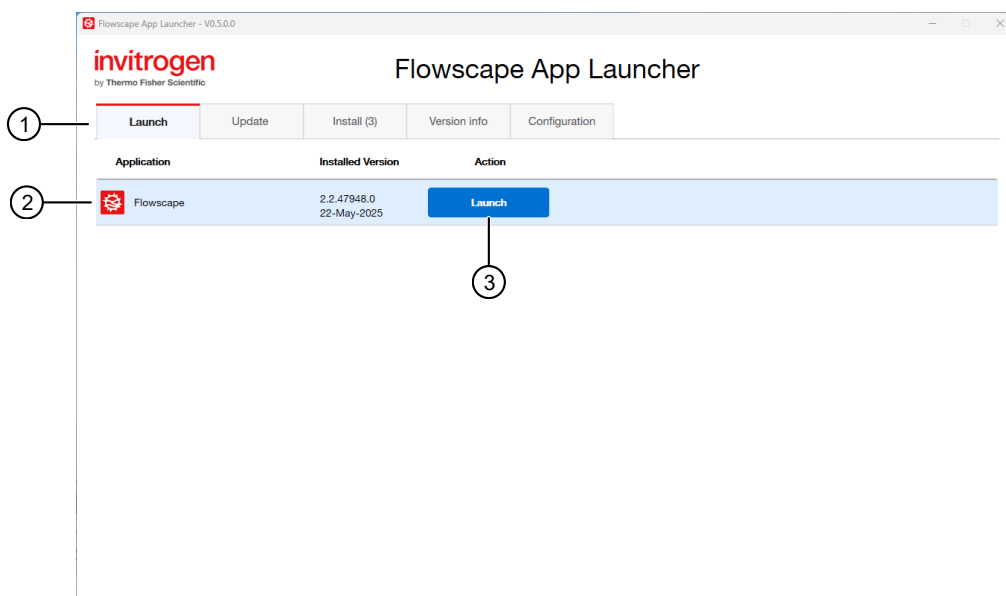 Flowscape App Launcher - V0.5.0.0
invitrogen
by Thermo Fisher Scientific
Flowscape App Launcher
1
Launch Update Install (3) Version info Configuration
Application Installed Version Action
2
Flowscape 2.2.47948.0 Launch
22-May-2025
3